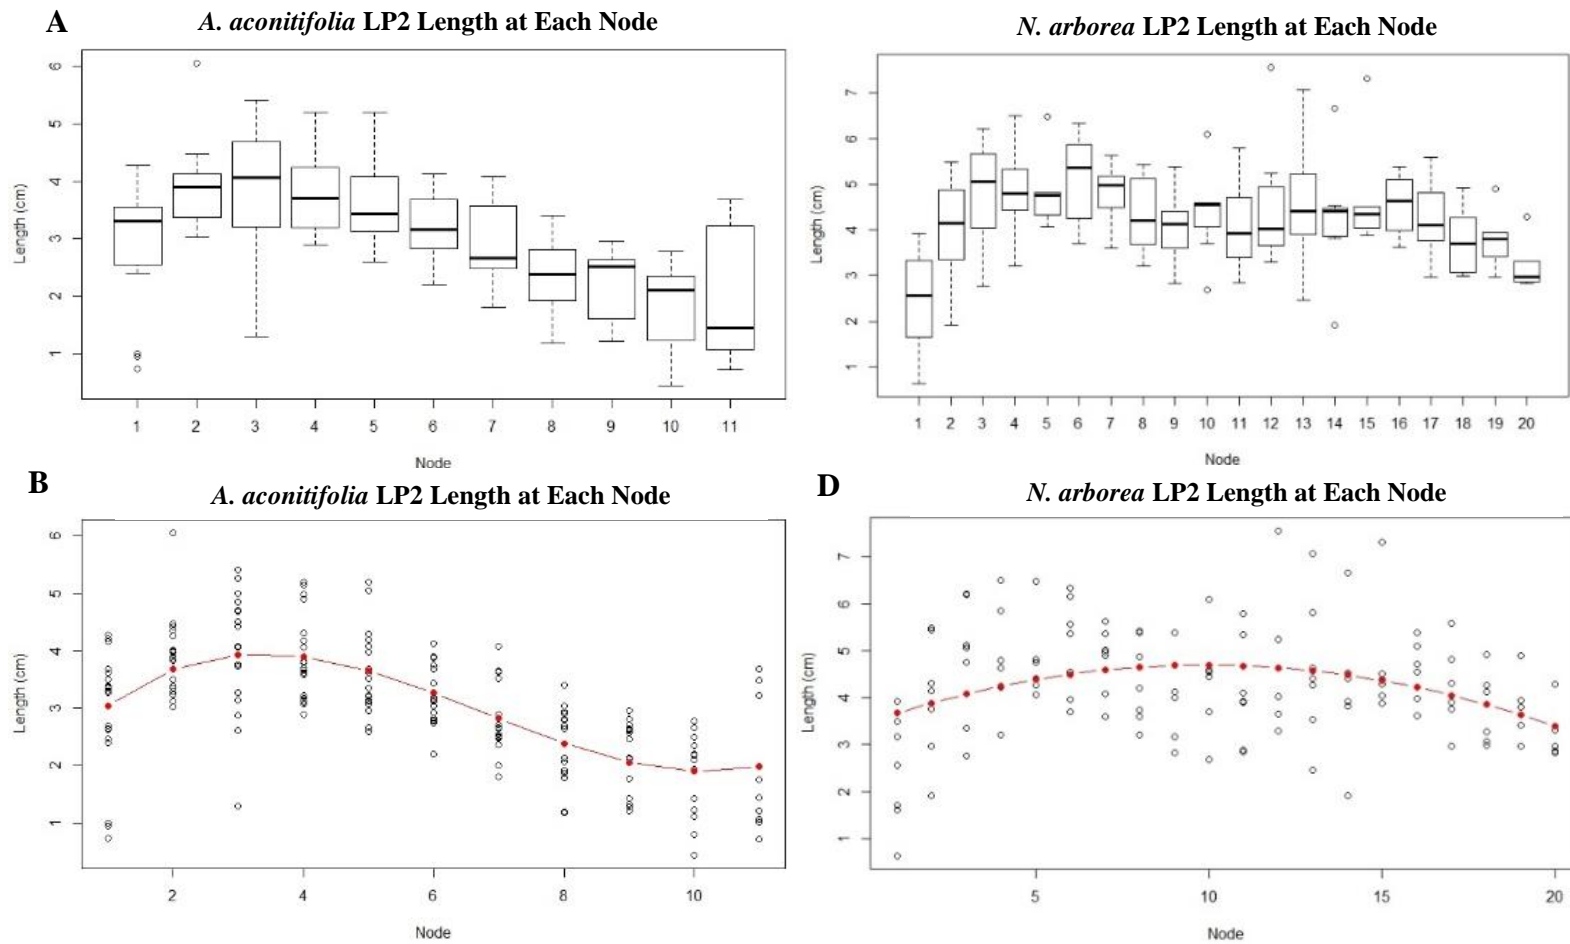 A
A. aconitifolia LP2 Length at Each Node
Length (cm)
6
5
4
3
2
1
1 2 3 4 5 6 7 8 9 10 11
Node
N. arborea LP2 Length at Each Node
Length (cm)
7
6
5
4
3
2
1
1 2 3 4 5 6 7 8 9 10 11 12 13 14 15 16 17 18 19 20
Node
B
A. aconitifolia LP2 Length at Each Node
Length (cm)
6
5
4
3
2
1
2 4 6 8 10
Node
D
N. arborea LP2 Length at Each Node
Length (cm)
7
6
5
4
3
2
1
5 10 15 20
Node